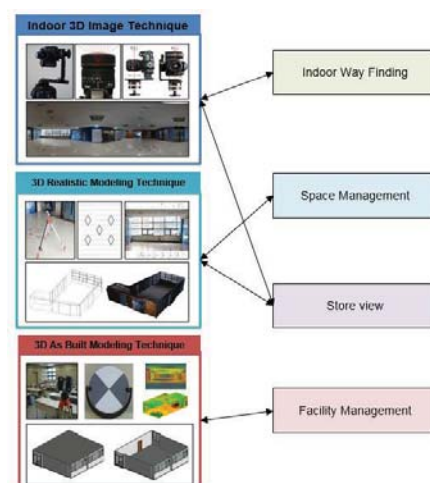 Indoor 3D Image Technique
Indoor Way Finding
3D Realistic Modeling Technique
Space Management
Store view
3D As Built Modeling Technique
Facility Management